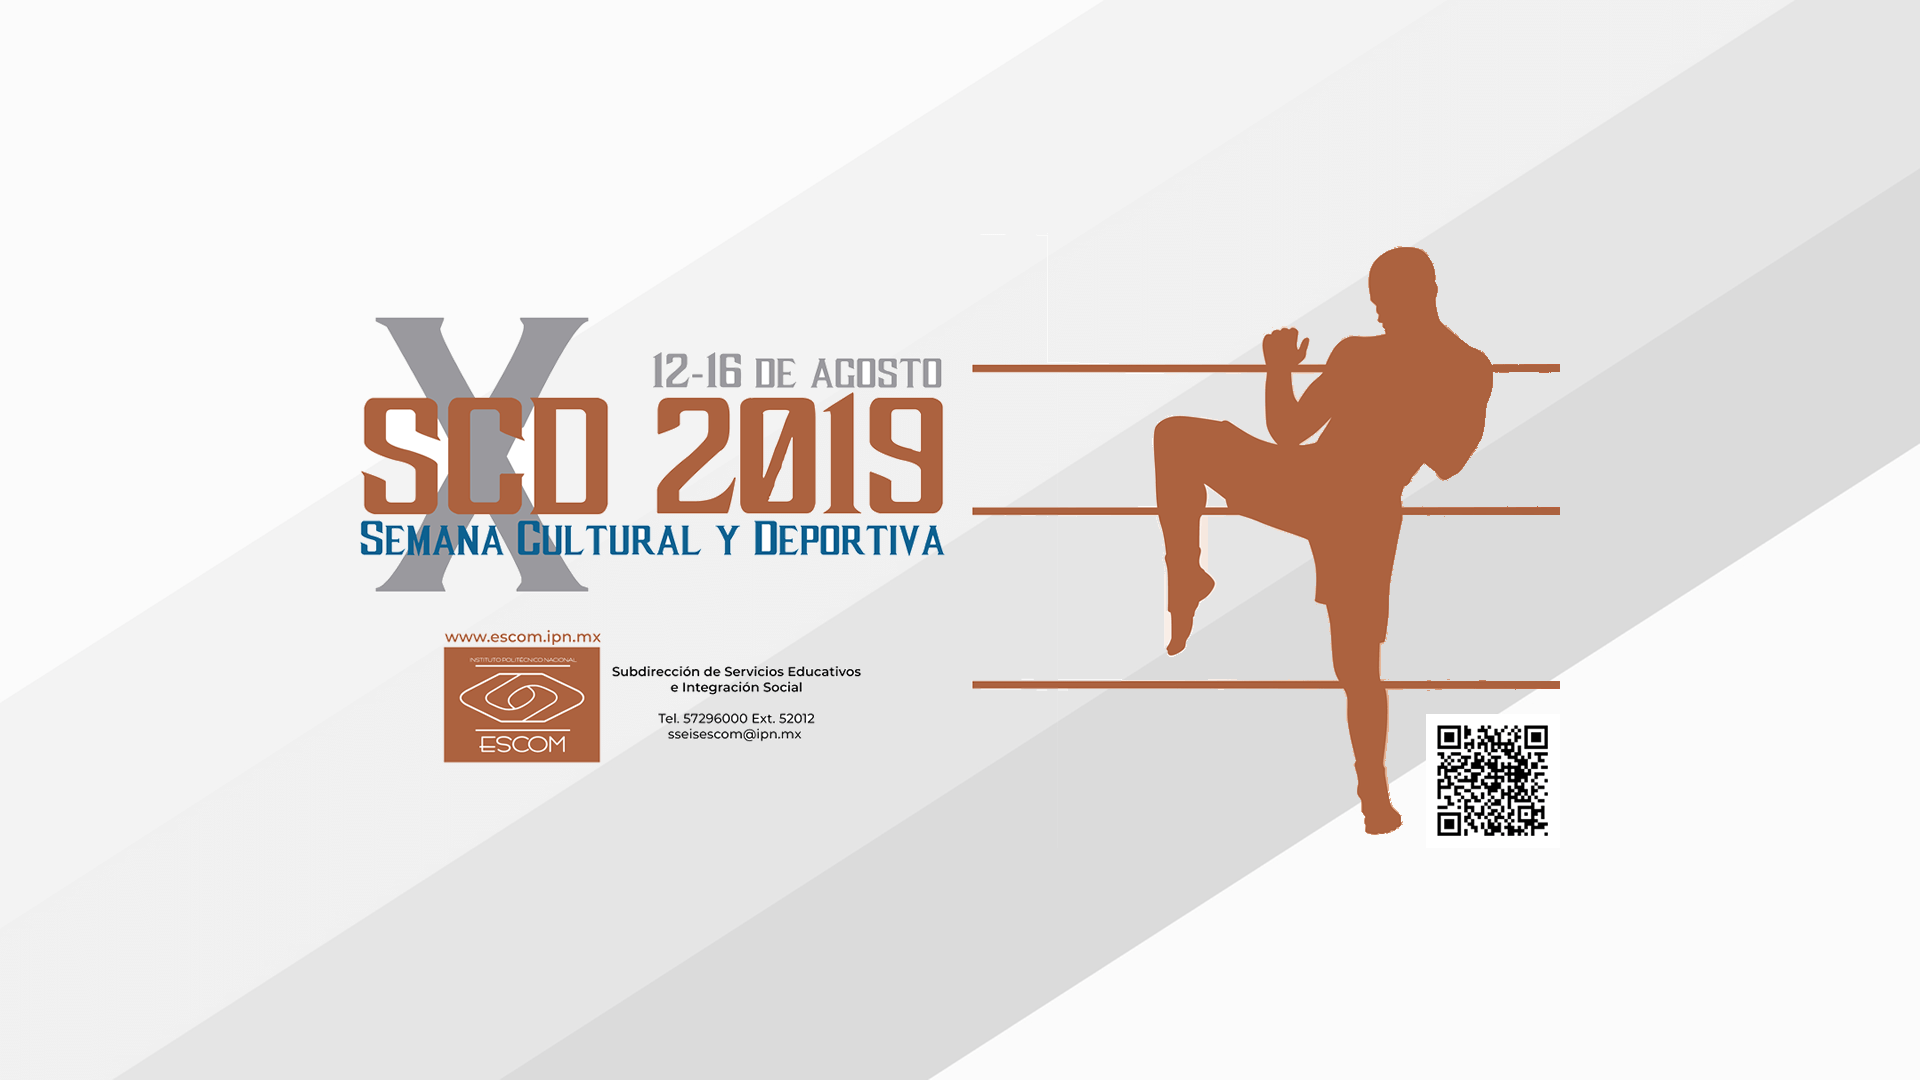 X
12-16 DE AGOSTO
SCD 2019
SEMANA CULTURAL Y DEPORTIVA
www.escom.ipn.mx
INSTITUTO POLITÉCNICO NACIONAL
ESCOM
Subdirección de Servicios Educativos
e Integración Social
Tel. 57296000 Ext. 52012
sseisescom@ipn.mx